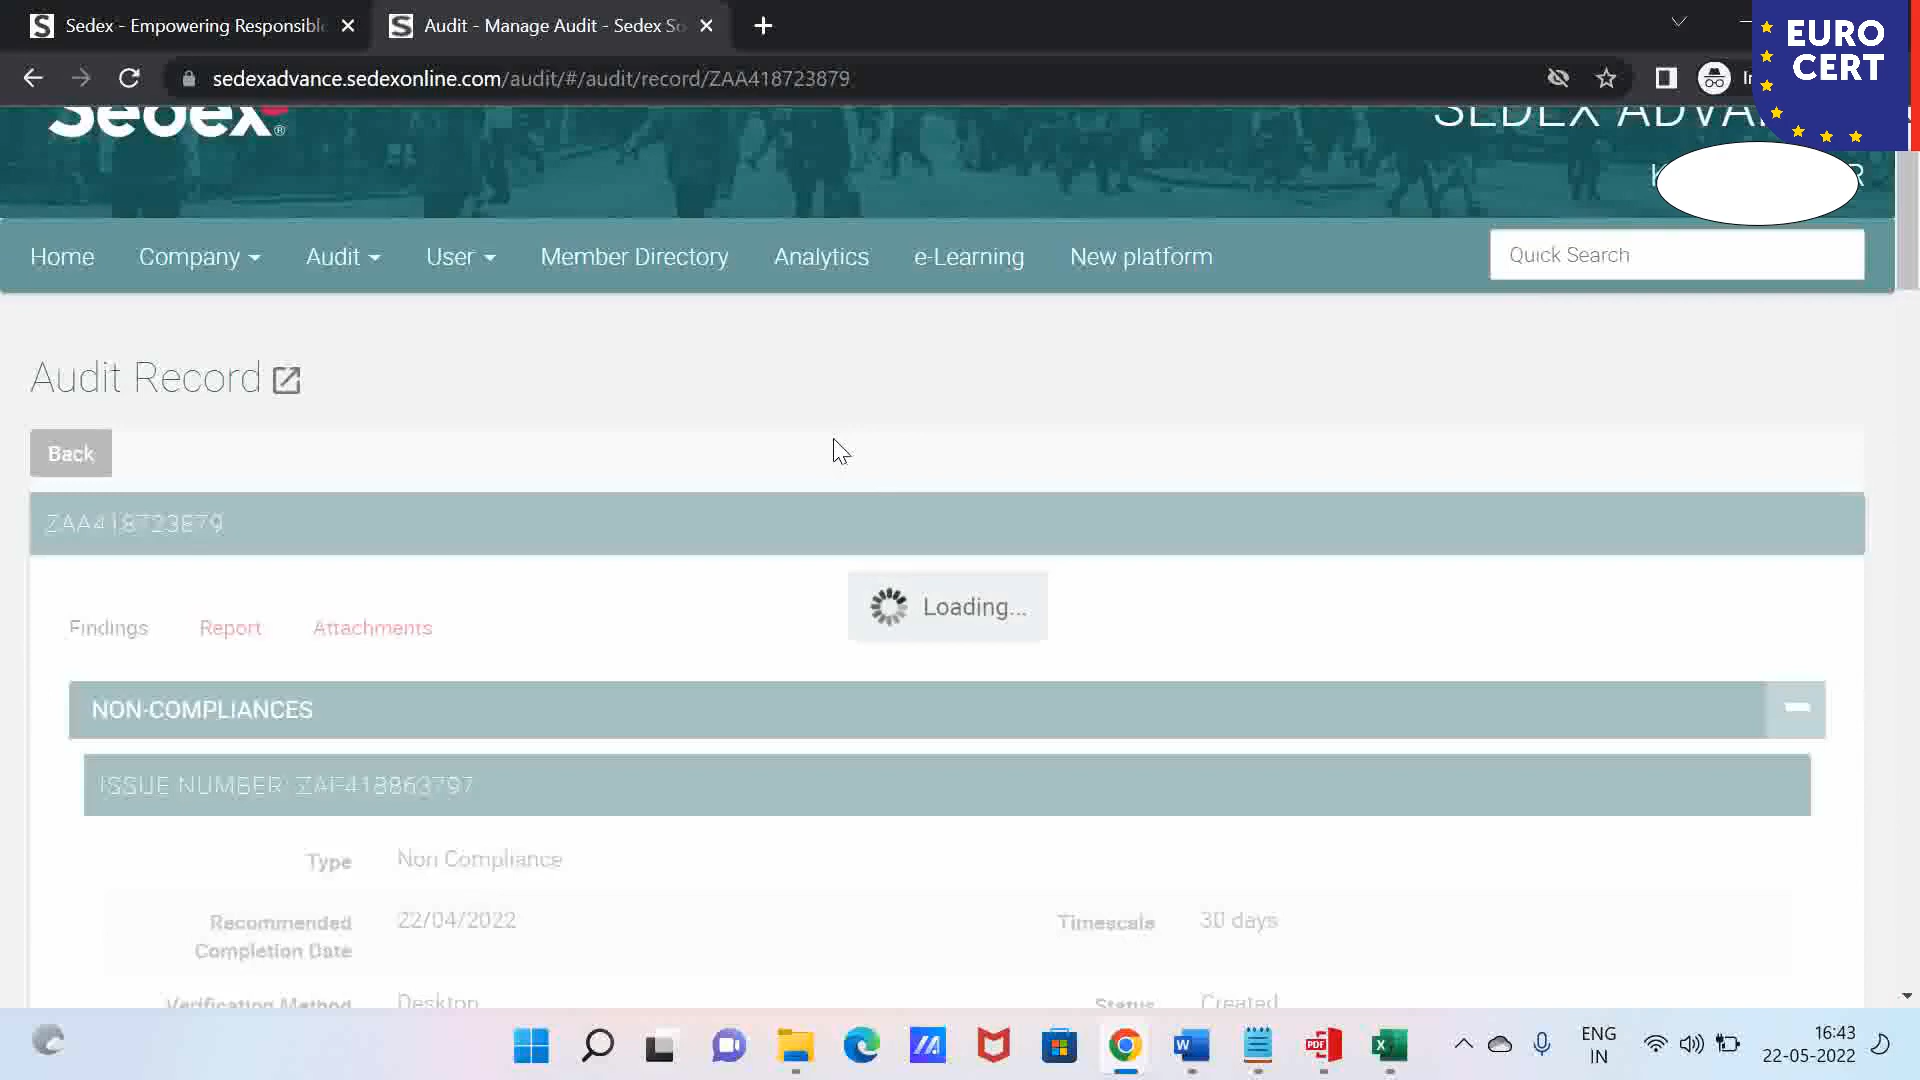 Sedex - Empowering Responsible
Audit - Manage Audit - Sedex So
EURO
CERT
sedexadvance.sedexonline.com/audit/#/audit/record/ZAA418723879
Sedex®
SEDEX
Home
Company
Audit
User
Member Directory
Analytics
e-Learning
New platform
Quick Search
Audit Record
Back
ZAA418723879
Loading...
Findings
Report
Attachments
NON-COMPLIANCES
ISSUE NUMBER: ZAF418863797
Type
Non Compliance
Recommended
Completion Date
22/04/2022
Timescale
30 days
Verification Method
Desktop
Status
Created
ENG
IN
16:43
22-05-2022